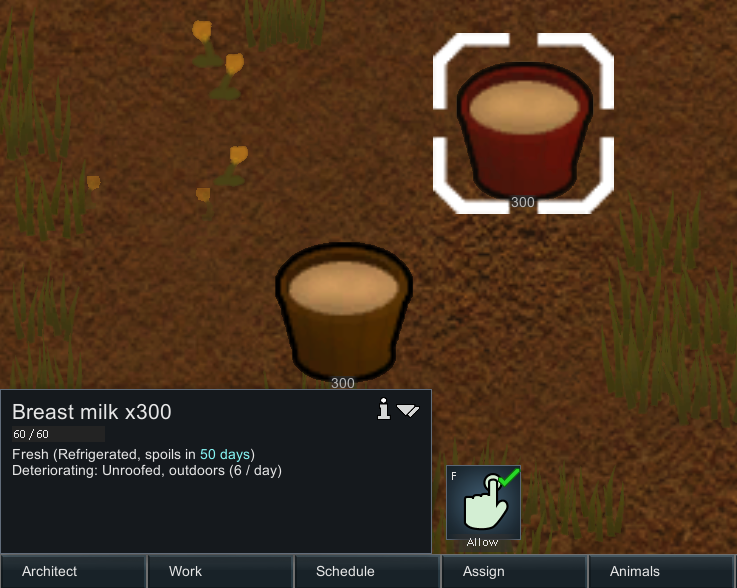 300
300
Breast milk x300
60 / 60
Fresh (Refrigerated, spoils in 50 days)
Deteriorating: Unroofed, outdoors (6 / day)
F
Allow
Architect
Work
Schedule
Assign
Animals